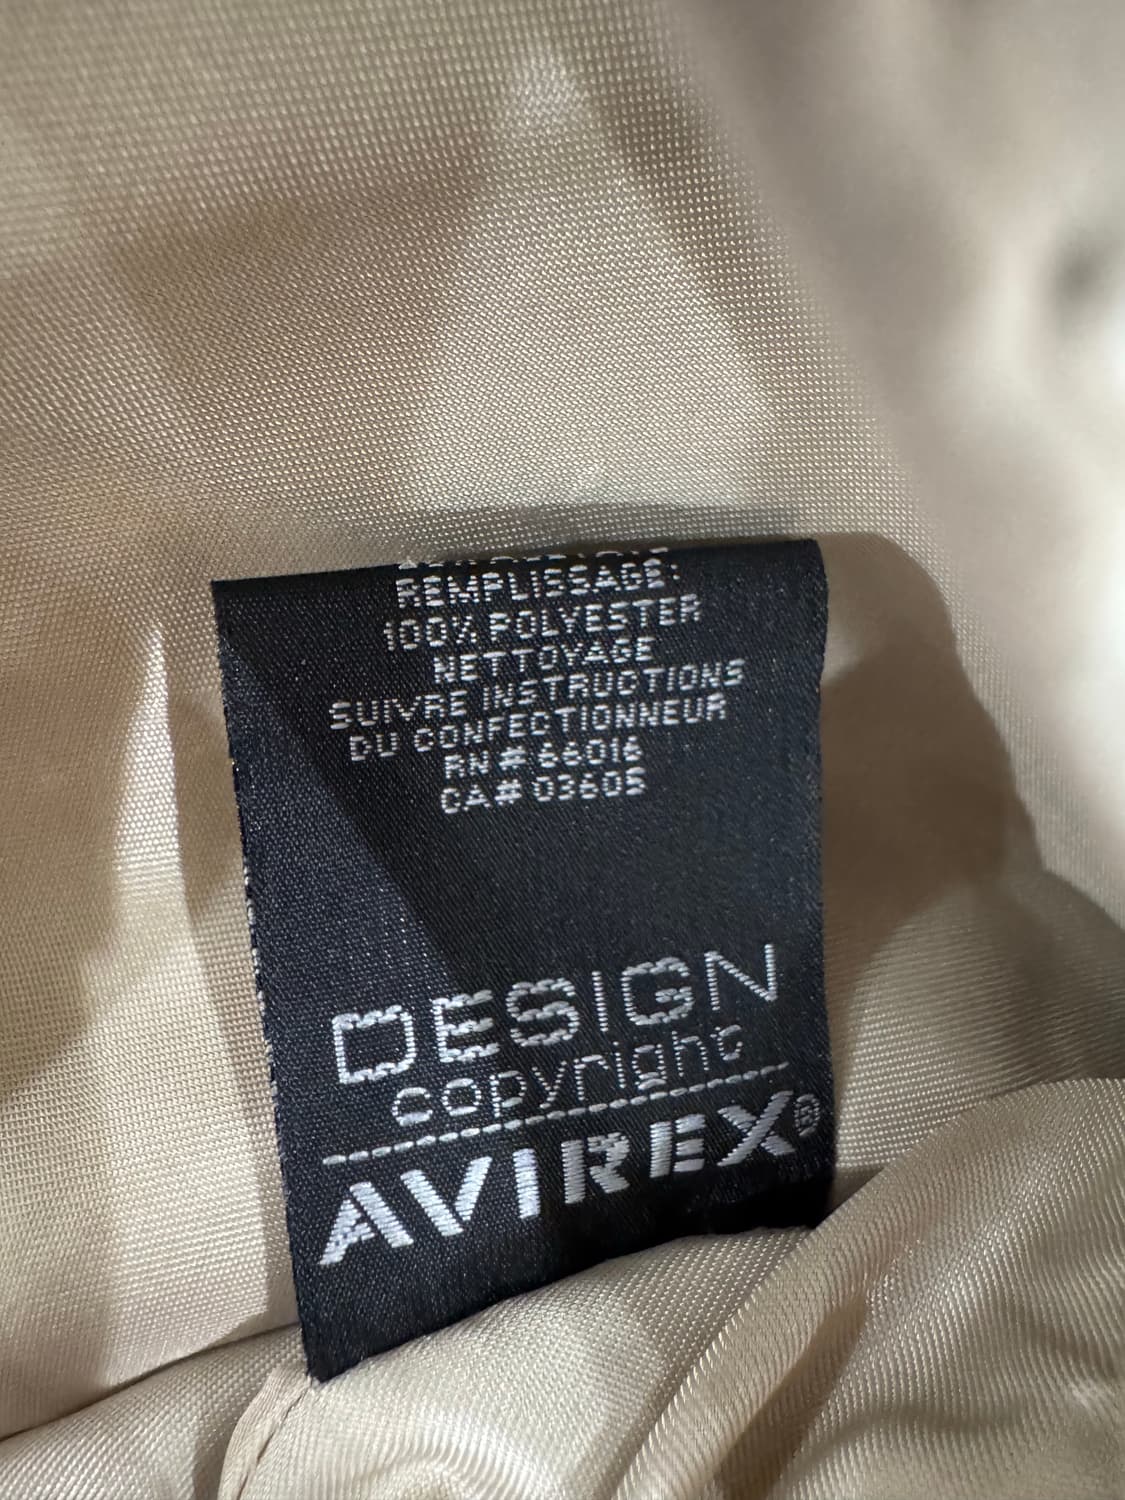 REMPLISSAGE:
100% POLYESTER
NETTOYAGE
SUIVRE INSTRUCTIONS
DU CONFECTIONNEUR
RN # 66016
CA# 03605
DESIGN
copyright
AVIREX®